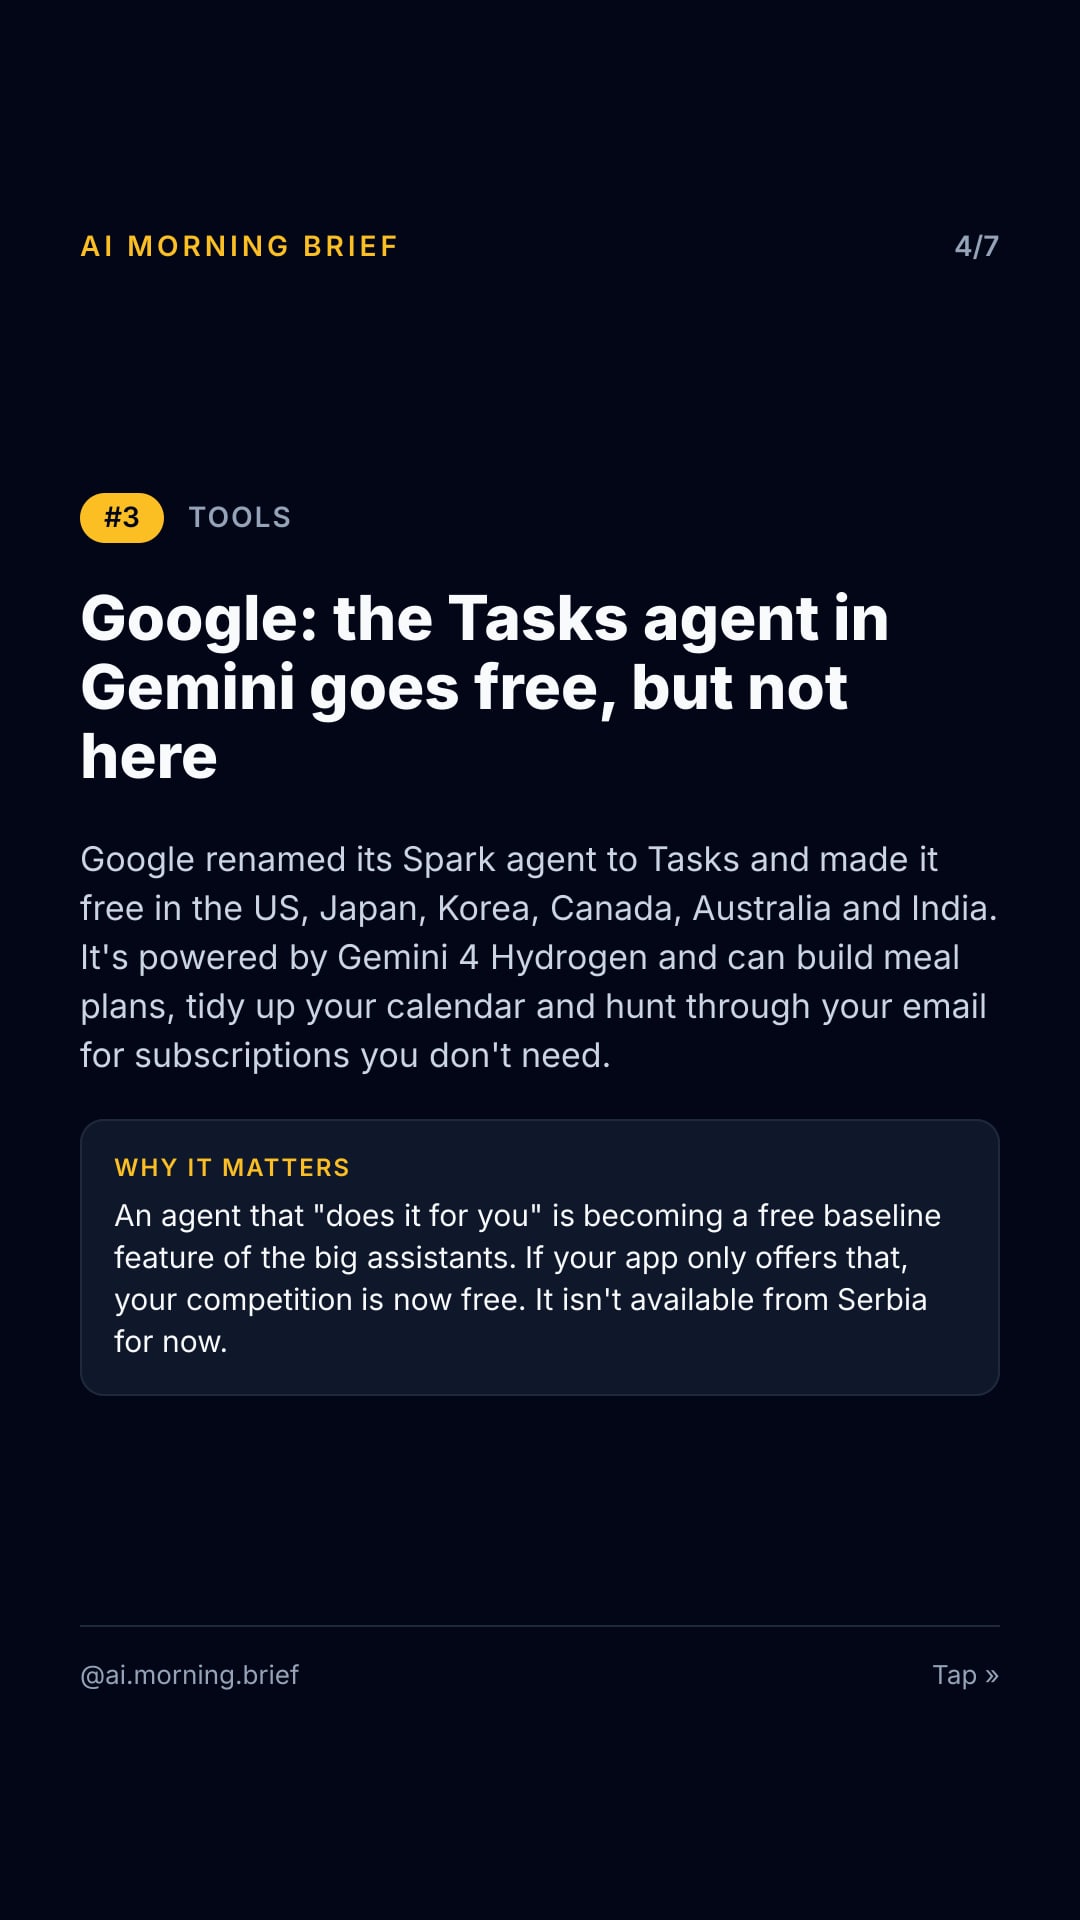 AI MORNING BRIEF
4/7
#3 TOOLS
Google: the Tasks agent in
Gemini goes free, but not
here
Google renamed its Spark agent to Tasks and made it
free in the US, Japan, Korea, Canada, Australia and India.
It's powered by Gemini 4 Hydrogen and can build meal
plans, tidy up your calendar and hunt through your email
for subscriptions you don't need.
WHY IT MATTERS
An agent that "does it for you" is becoming a free baseline
feature of the big assistants. If your app only offers that,
your competition is now free. It isn't available from Serbia
for now.
@ai.morning.brief
Tap »